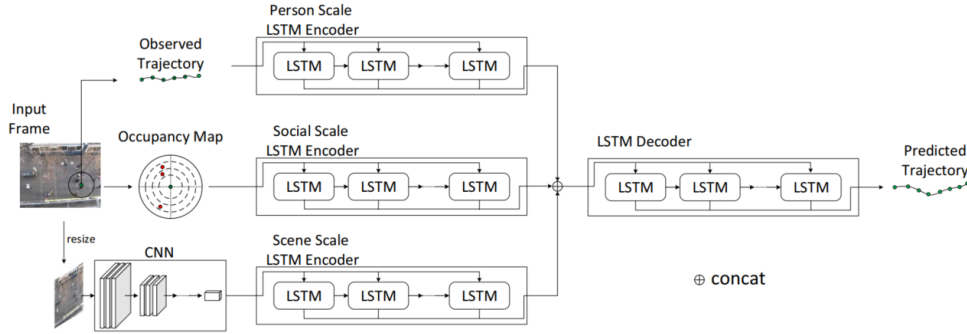 Person Scale
LSTM Encoder
LSTM
LSTM
LSTM
Observed
Trajectory
Input
Frame
Occupancy Map
Social Scale
LSTM Encoder
LSTM
LSTM
LSTM
LSTM Decoder
LSTM
LSTM
LSTM
Predicted
Trajectory
resize
CNN
Scene Scale
LSTM Encoder
LSTM
LSTM
LSTM
⊕ concat